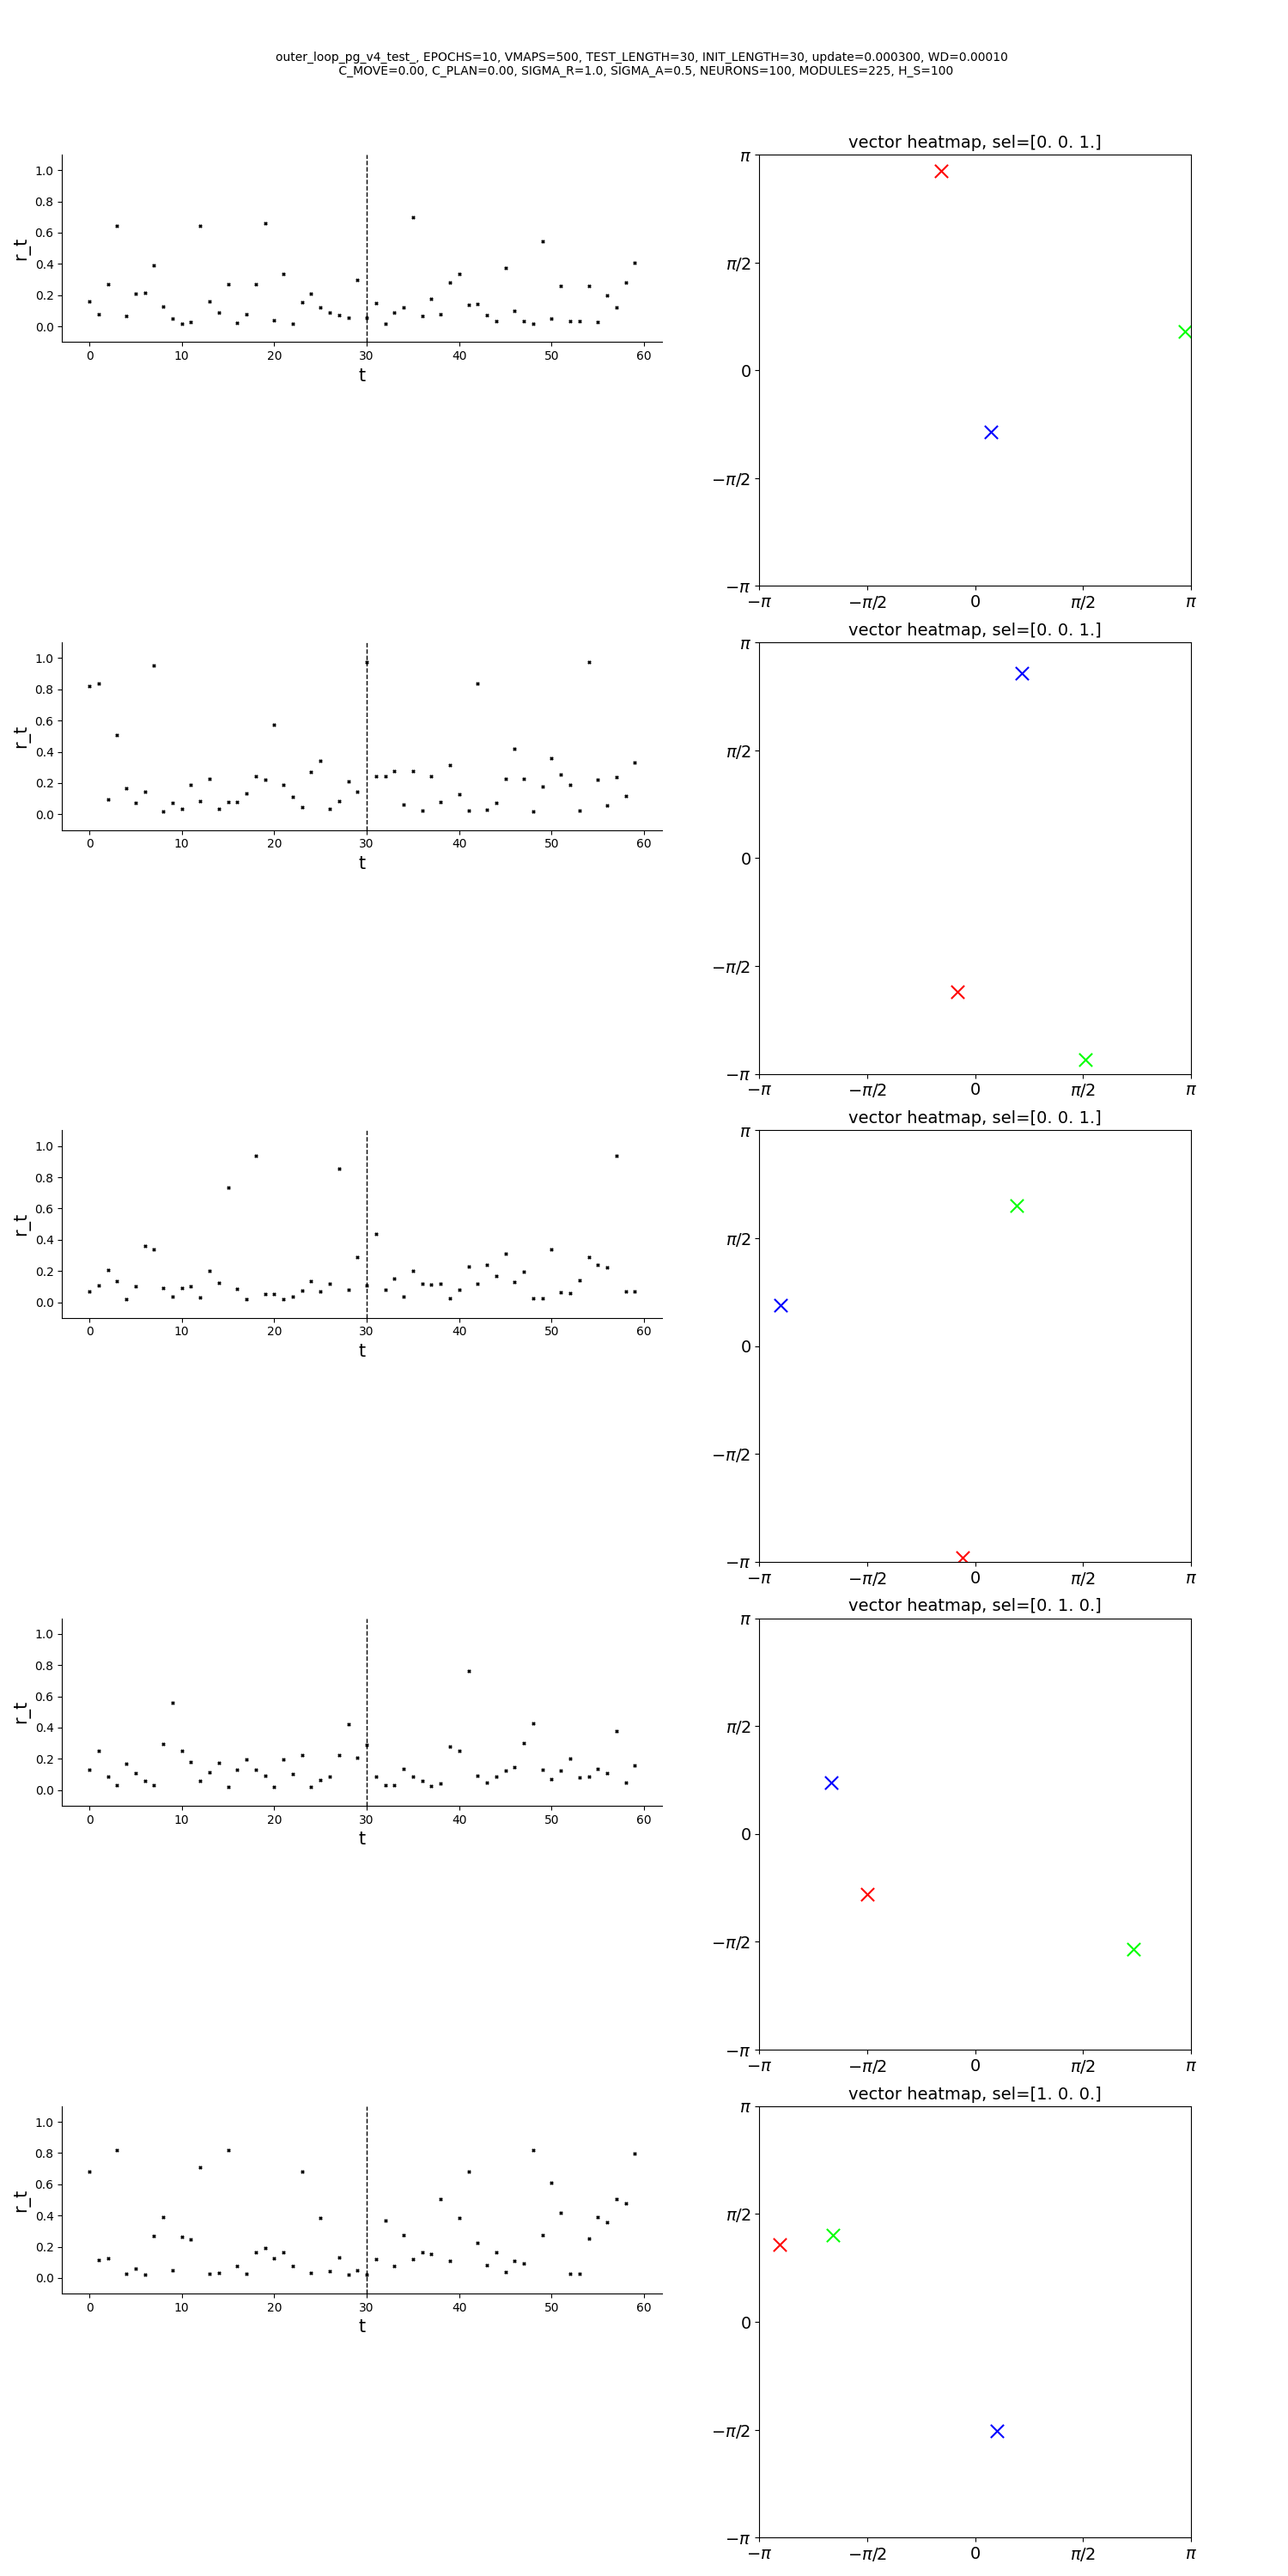 outer_loop_pg_v4_test_, EPOCHS=10, VMAPS=500, TEST_LENGTH=30, INIT_LENGTH=30, update=0.000300, WD=0.00010
C_MOVE=0.00, C_PLAN=0.00, SIGMA_R=1.0, SIGMA_A=0.5, NEURONS=100, MODULES=225, H_S=100
r_t
1.0
0.8
0.6
0.4
0.2
0.0
0 10 20 30 40 50 60
t
vector heatmap, sel=[0. 0. 1.]
π
π/2
0
−π/2
−π
−π −π/2 0 π/2 π
r_t
1.0
0.8
0.6
0.4
0.2
0.0
0 10 20 30 40 50 60
t
vector heatmap, sel=[0. 0. 1.]
π
π/2
0
−π/2
−π
−π −π/2 0 π/2 π
r_t
1.0
0.8
0.6
0.4
0.2
0.0
0 10 20 30 40 50 60
t
vector heatmap, sel=[0. 0. 1.]
π
π/2
0
−π/2
−π
−π −π/2 0 π/2 π
r_t
1.0
0.8
0.6
0.4
0.2
0.0
0 10 20 30 40 50 60
t
vector heatmap, sel=[0. 1. 0.]
π
π/2
0
−π/2
−π
−π −π/2 0 π/2 π
r_t
1.0
0.8
0.6
0.4
0.2
0.0
0 10 20 30 40 50 60
t
vector heatmap, sel=[1. 0. 0.]
π
π/2
0
−π/2
−π
−π −π/2 0 π/2 π